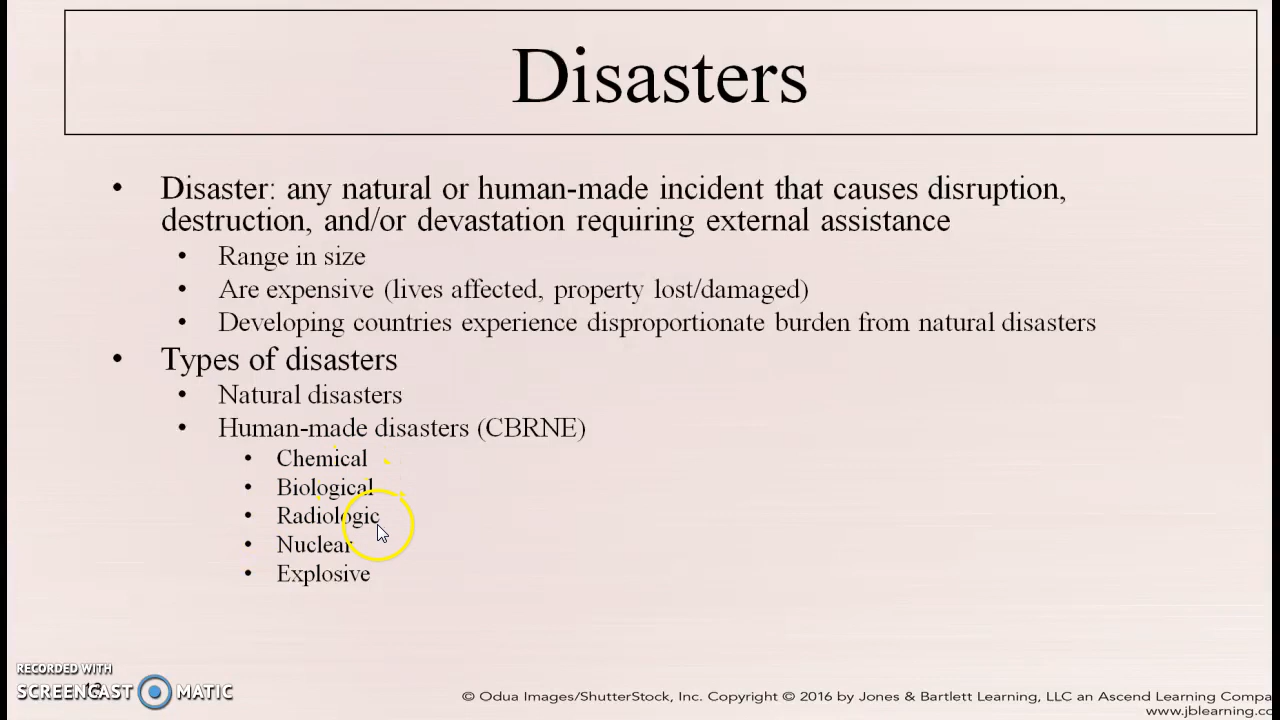 Disasters
• Disaster: any natural or human-made incident that causes disruption,
destruction, and/or devastation requiring external assistance
• Range in size
• Are expensive (lives affected, property lost/damaged)
• Developing countries experience disproportionate burden from natural disasters
• Types of disasters
• Natural disasters
• Human-made disasters (CBRNE)
• Chemical
• Biological
• Radiologic
• Nuclear
• Explosive
RECORDED WITH
SCREENCAST MATIC
© Odua Images/ShutterStock, Inc. Copyright © 2016 by Jones & Bartlett Learning, LLC an Ascend Learning Compa
www.jblearning.co